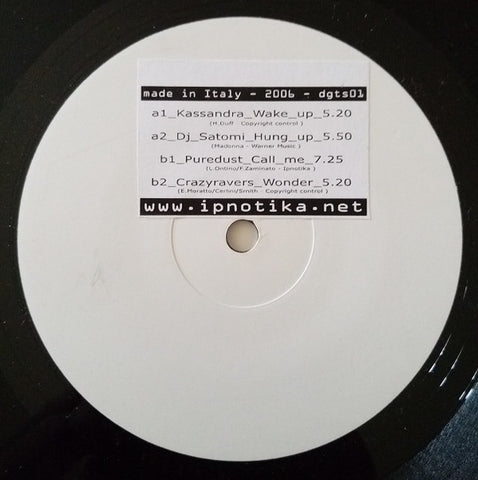 made in Italy - 2006 - dgts01
a1_Kassandra_Wake_up_5.20
(H.Duff - Copyright control )
a2_Dj_Satomi_Hung_up_5.50
(Madonna - Warner Music )
b1_Puredust_Call_me_7.25
(L.Ontino/F.Zaminato - Ipnotika )
b2_Crazyravers_Wonder_5.20
(E.Moratto/Cerini/Smith - Copyright control )
www.ipnotika.net